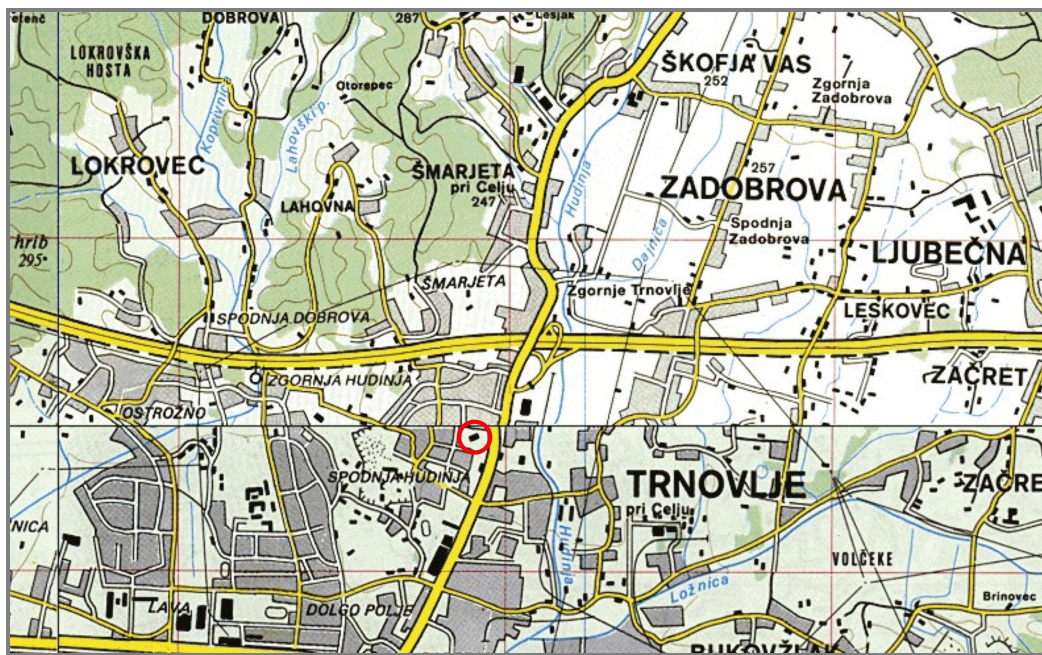 DOBROVA
287
Lesjak
LOKROVŠKA
HOSTA
Otorepec
ŠKOFJA VAS
252
Zgornja
Zadobrova
Koprivnica
Lahovški p.
LOKROVEC
ŠMARJETA
pri Celju
247
Hudinja
257
ZADOBROVA
LAHOVNA
Spodnja
Zadobrova
Dajnica
hrib
295
LJUBEČNA
ŠMARJETA
Zgornje Trnovlje
LESKOVEC
SPODNJA DOBROVA
ZGORNJA HUDINJA
ZAČRET
OSTROŽNO
SPODNJA HUDINJA
TRNOVLJE
pri Celju
ZAČRE
NICA
Hudinja
VOLČEKE
Ložnica
Brinovec
LAVA
DOLGO POLJE
BUKOVŽLAK